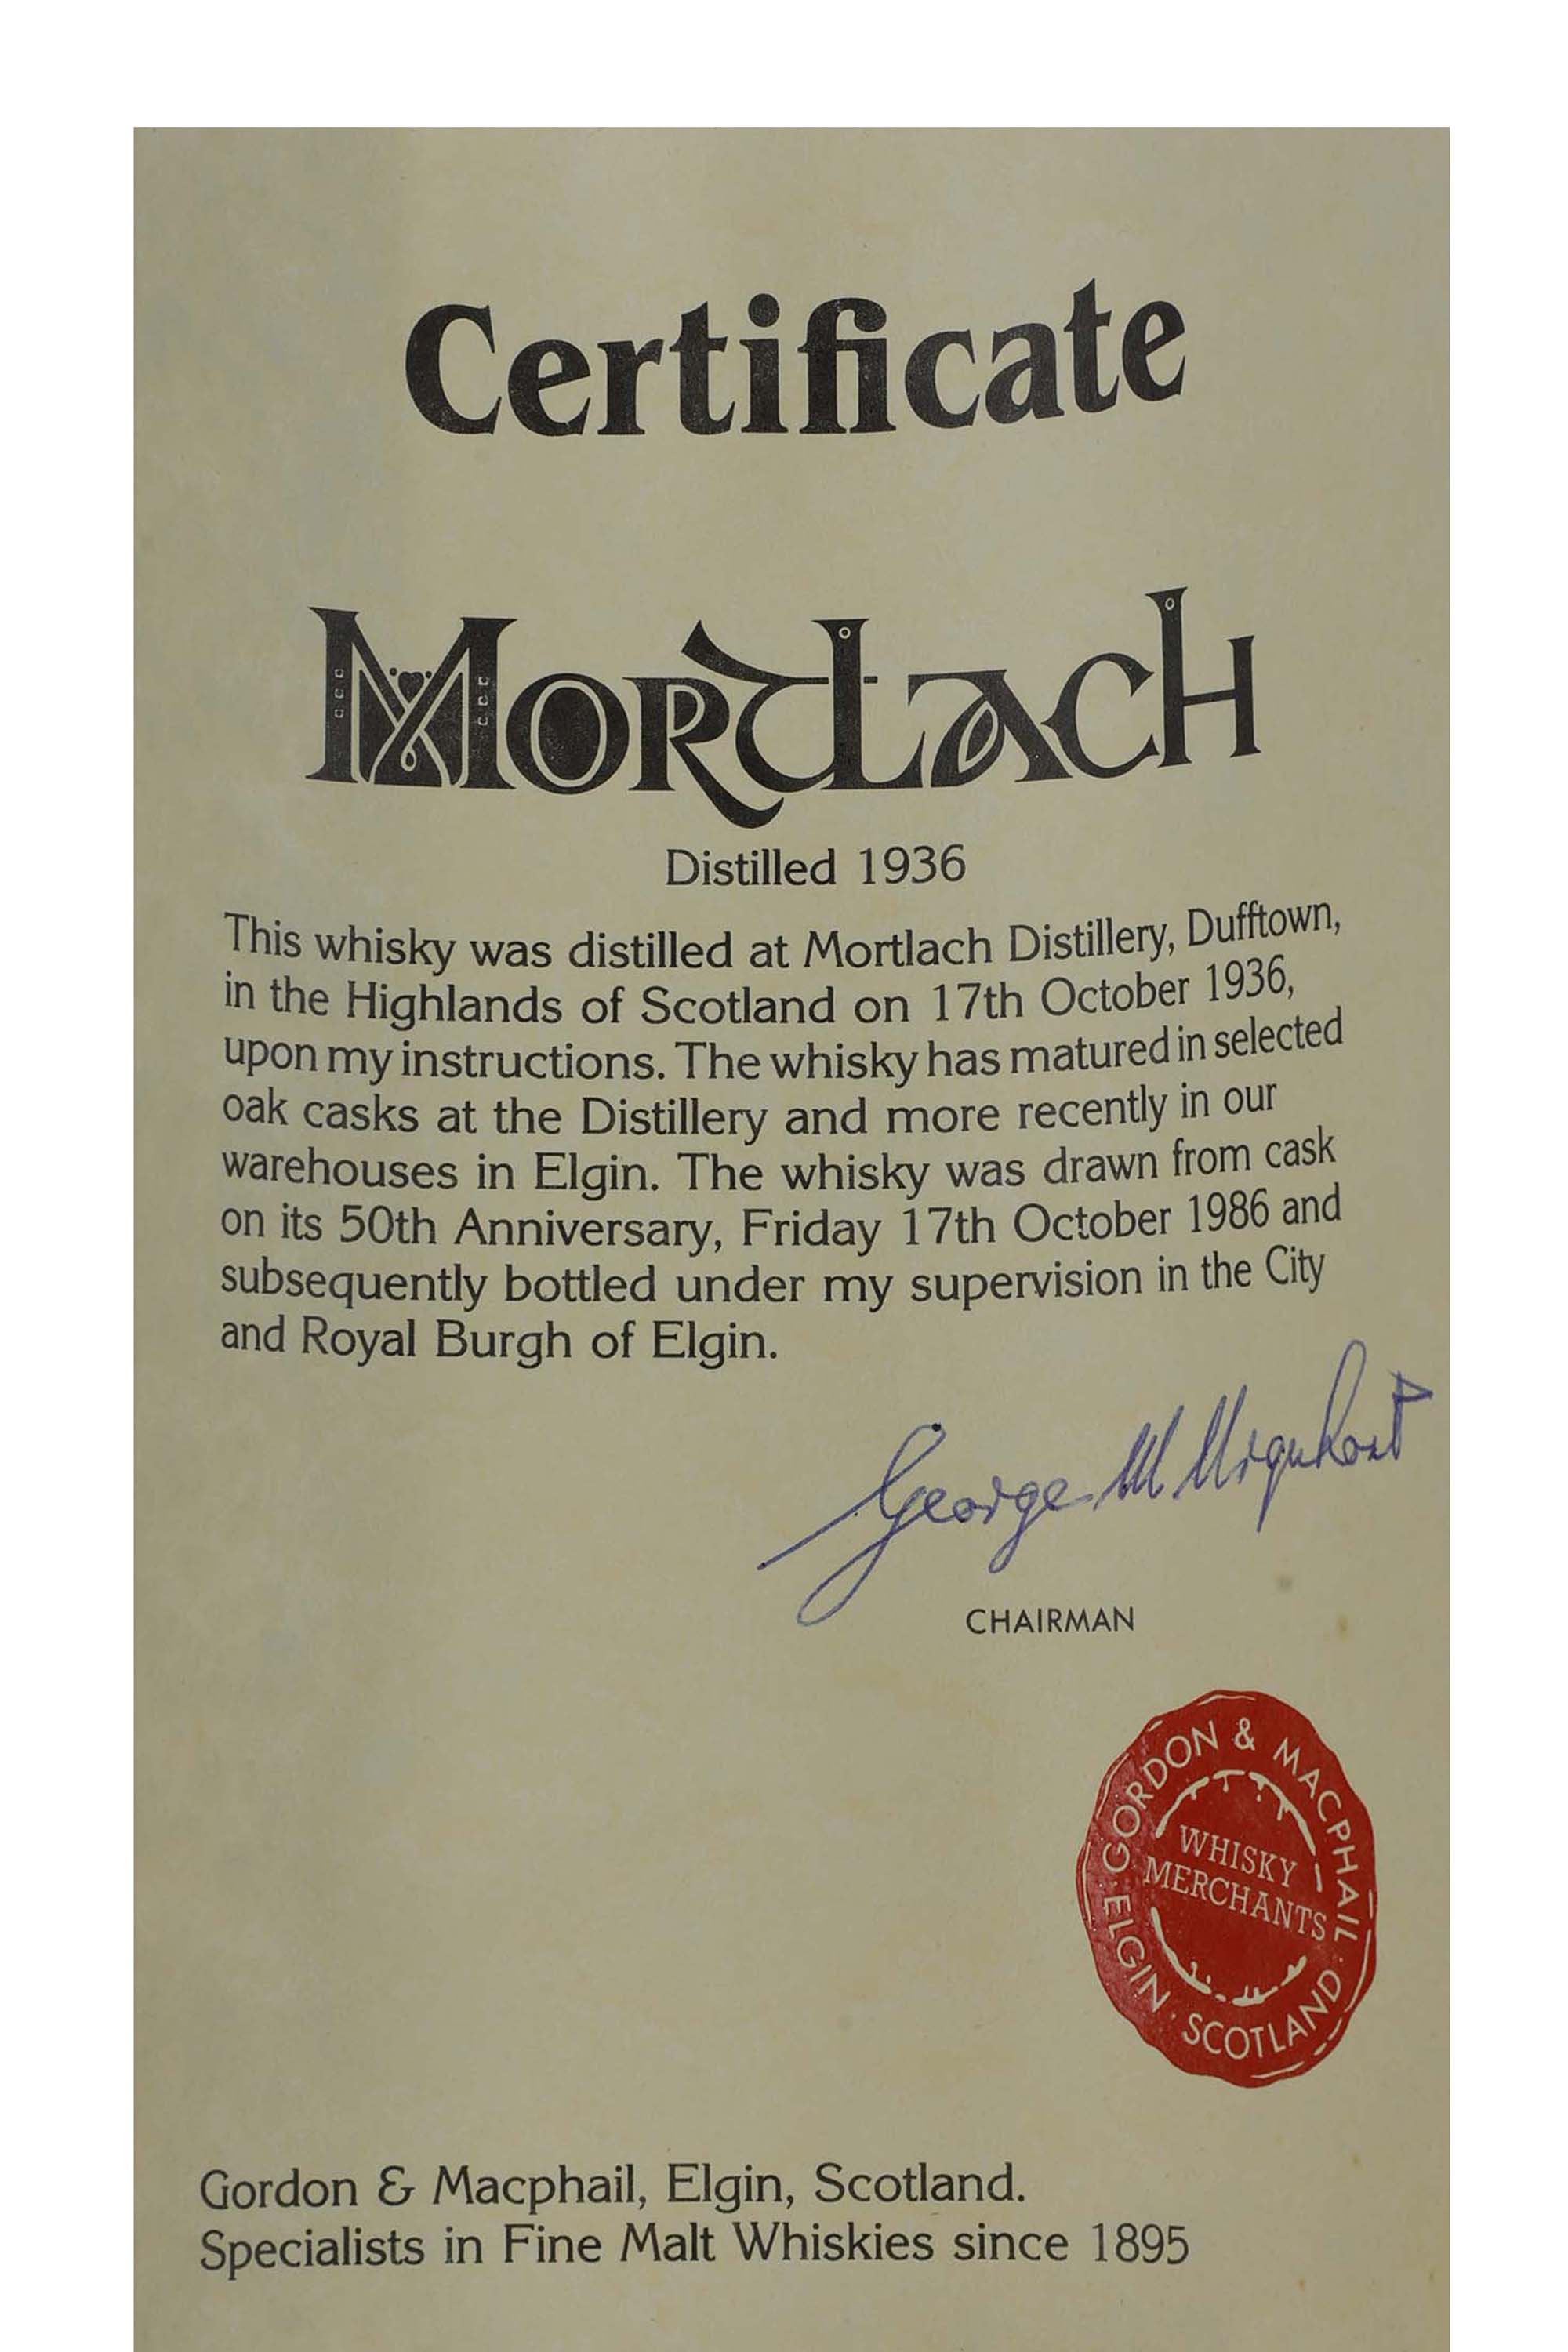 Certificate
MORTLACH
Distilled 1936
This whisky was distilled at Mortlach Distillery, Dufftown,
in the Highlands of Scotland on 17th October 1936,
upon my instructions. The whisky has matured in selected
oak casks at the Distillery and more recently in our
warehouses in Elgin. The whisky was drawn from cask
on its 50th Anniversary, Friday 17th October 1986 and
subsequently bottled under my supervision in the City
and Royal Burgh of Elgin.
George M Urquhart
CHAIRMAN
GORDON & MACPHAIL · ELGIN · SCOTLAND ·
WHISKY
MERCHANTS
Gordon & Macphail, Elgin, Scotland.
Specialists in Fine Malt Whiskies since 1895